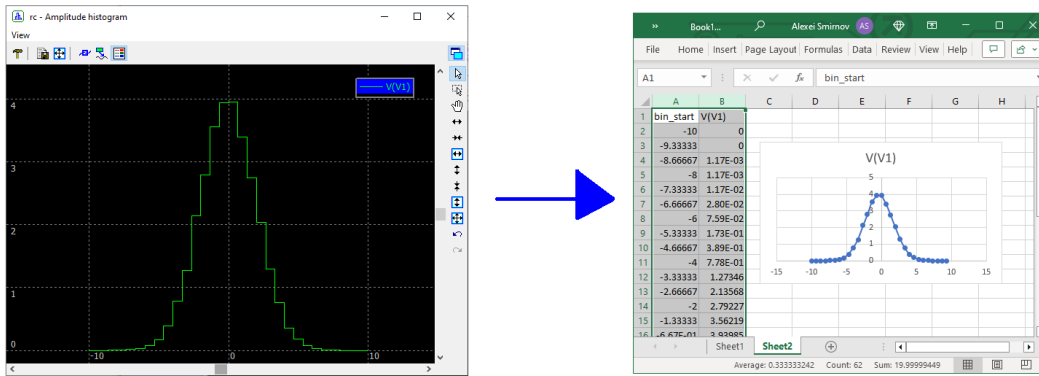 rc - Amplitude histogram
View
V(V1)
4
3
2
1
0
-10
0
10
Book1...
Alexei Smirnov
AS
File Home Insert Page Layout Formulas Data Review View Help
A1
fx bin_start
A B C D E F G H
1 bin_start V(V1)
2 -10 0
3 -9.33333 0
4 -8.66667 1.17E-03
5 -8 1.17E-03
6 -7.33333 1.17E-02
7 -6.66667 2.80E-02
8 -6 7.59E-02
9 -5.33333 1.73E-01
10 -4.66667 3.89E-01
11 -4 7.78E-01
12 -3.33333 1.27346
13 -2.66667 2.13568
14 -2 2.79227
15 -1.33333 3.56219
16 -6.67E-01 3.93985
V(V1)
5
4
3
2
1
0
-15 -10 -5 0 5 10 15
Sheet1 Sheet2
Average: 0.333333242 Count: 62 Sum: 19.99999449